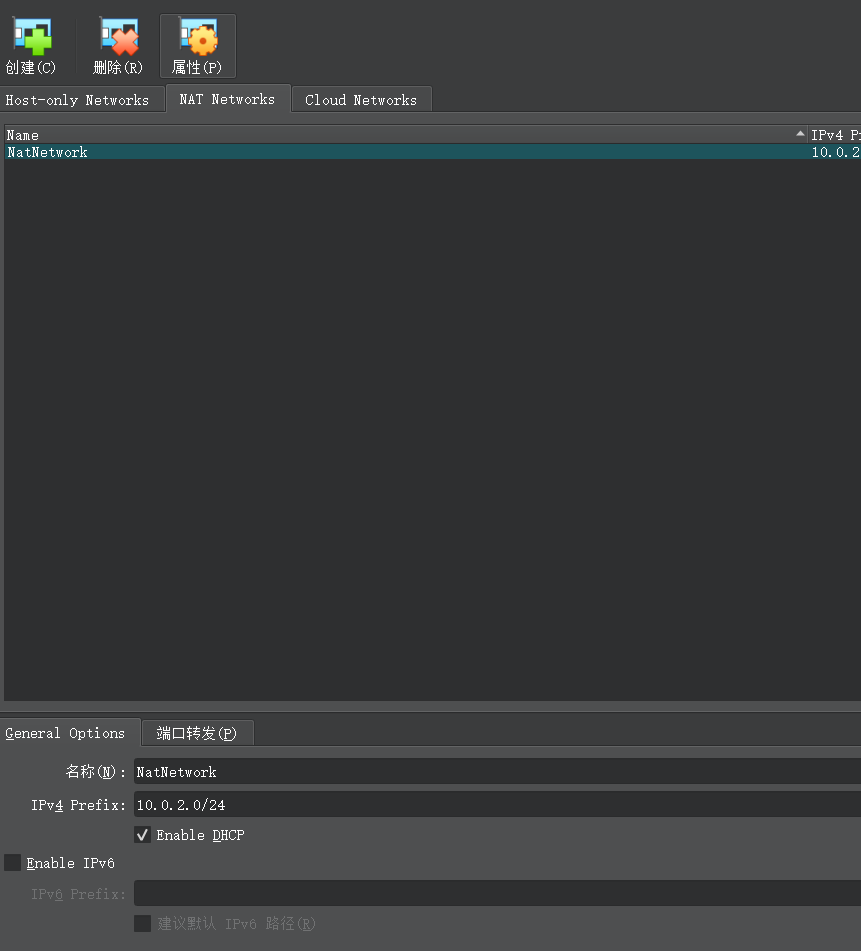 创建(C) 删除(R) 属性(P)
Host-only Networks NAT Networks Cloud Networks
Name IPv4
NatNetwork 10.0.2
General Options 端口转发(P)
名称(N): NatNetwork
IPv4 Prefix: 10.0.2.0/24
Enable DHCP
Enable IPv6
IPv6 Prefix:
建议默认 IPv6 路径(R)